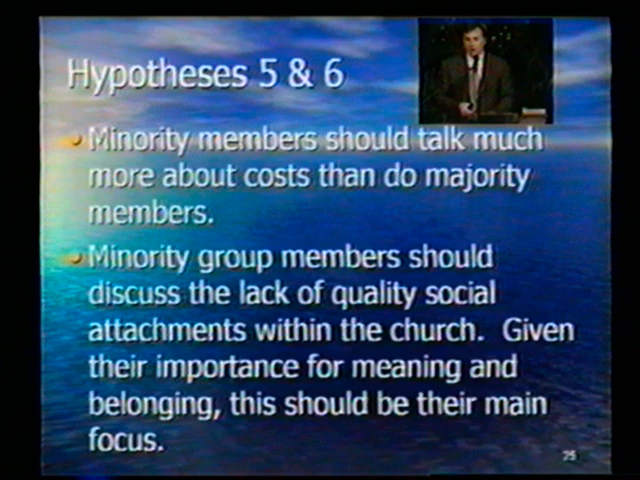 Hypotheses 5 & 6
Minority members should talk much
more about costs than do majority
members.
Minority group members should
discuss the lack of quality social
attachments within the church.  Given
their importance for meaning and
belonging, this should be their main
focus.
25